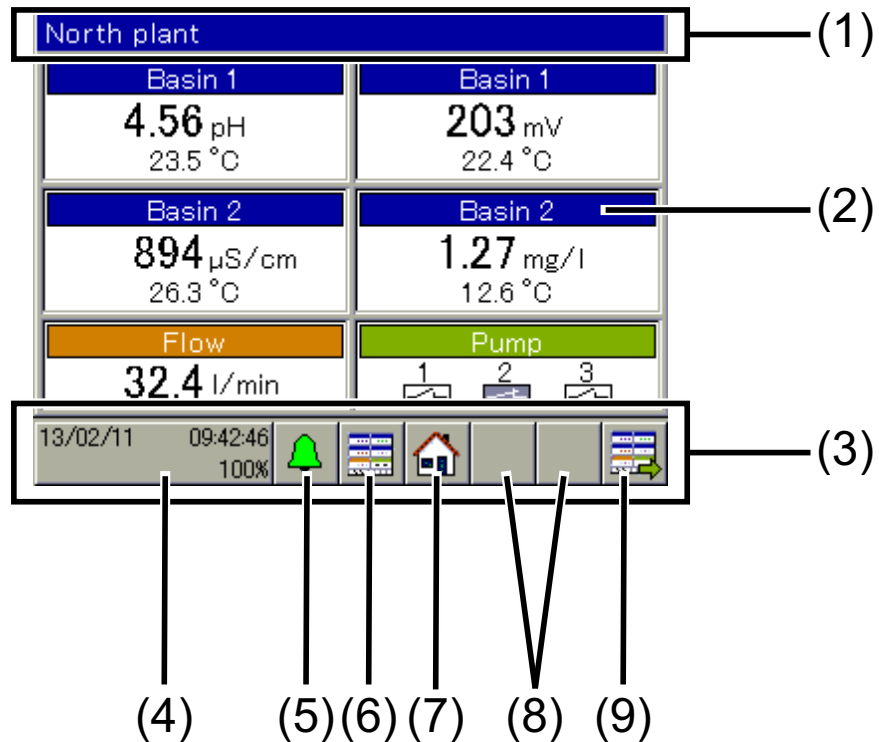 North plant
(1)
Basin 1 Basin 1
4.56 pH 203 mV
23.5 °C 22.4 °C
Basin 2 Basin 2
(2)
894 µS/cm 1.27 mg/l
26.3 °C 12.6 °C
Flow Pump
32.4 l/min 1 2 3
13/02/11 09:42:46
100%
(3)
(4) (5) (6) (7) (8) (9)